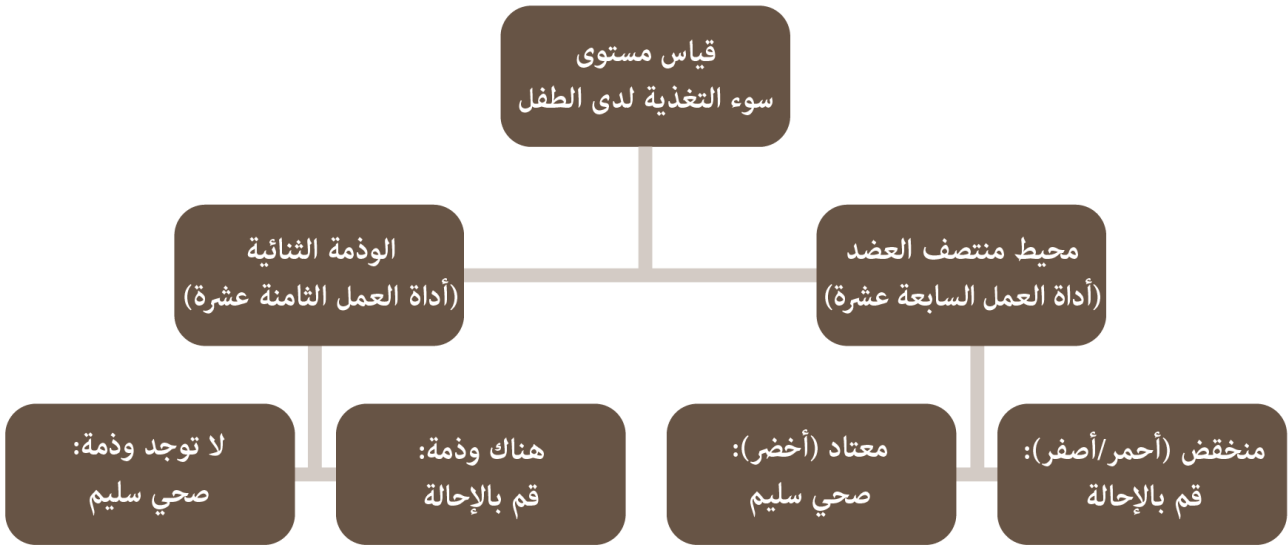 قياس مستوى
سوء التغذية لدى الطفل
محيط منتصف العضد
(أداة العمل السابعة عشرة)
الوذمة الثنائية
(أداة العمل الثامنة عشرة)
منخقض (أحمر/أصفر):
قم بالإحالة
معتاد (أخضر):
صحي سليم
هناك وذمة:
قم بالإحالة
لا توجد وذمة:
صحي سليم